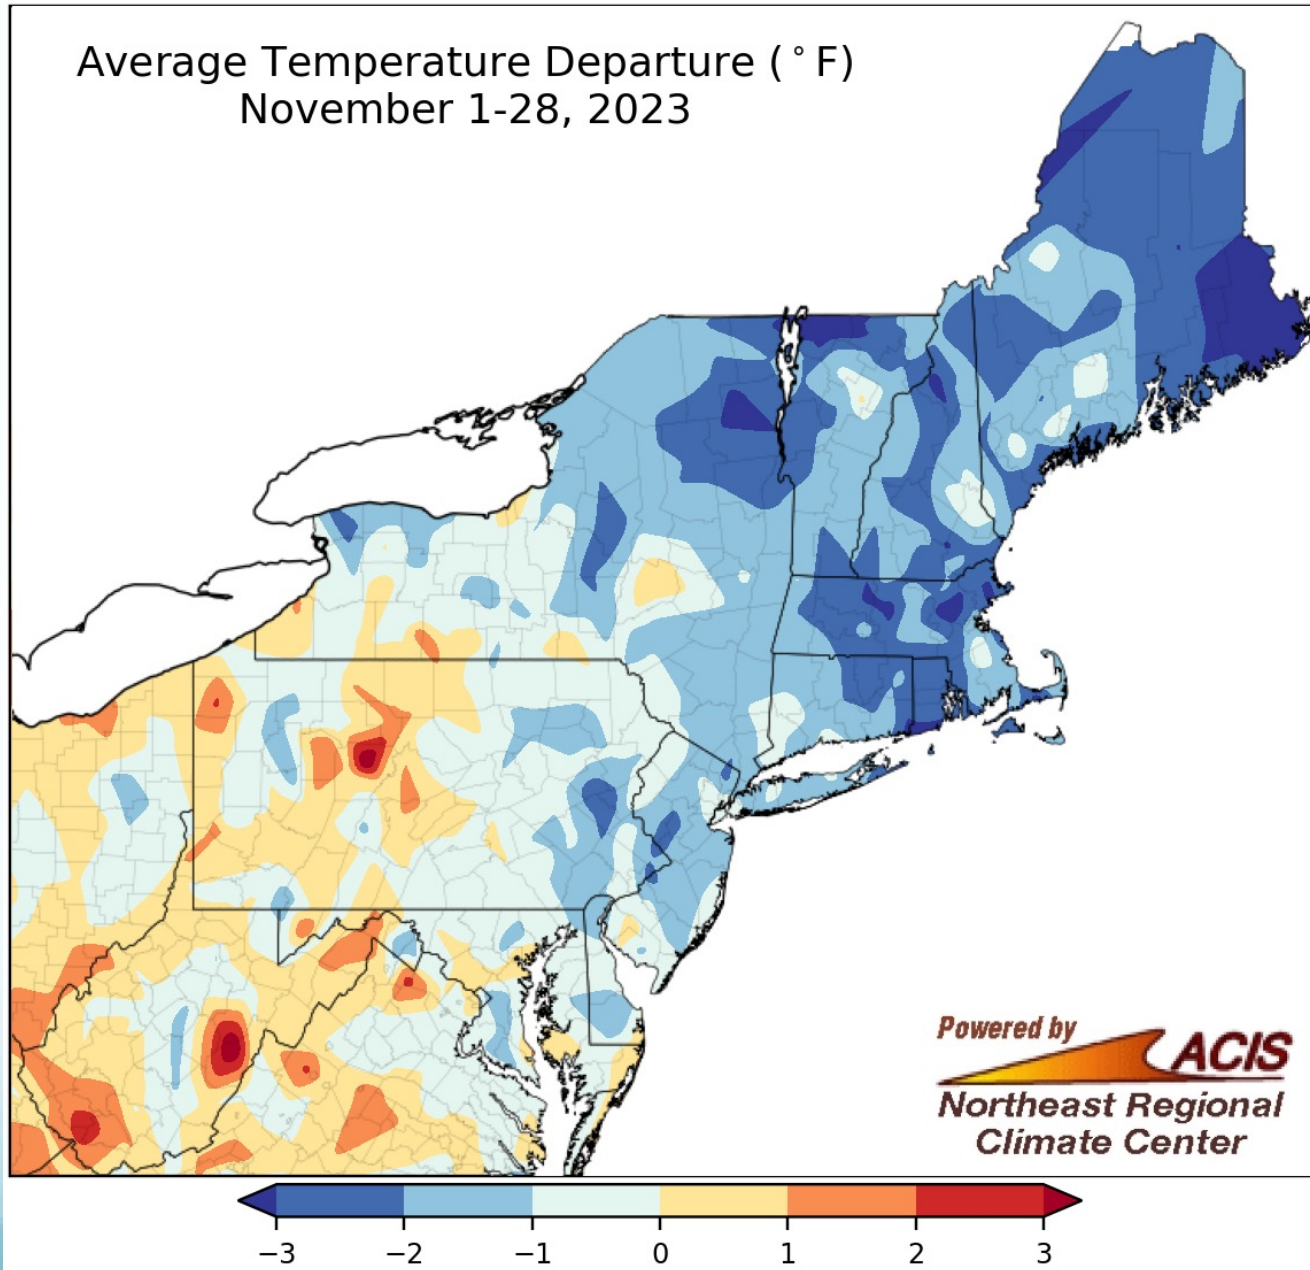 Average Temperature Departure (°F)
November 1-28, 2023
Powered by
ACIS
Northeast Regional
Climate Center
−3 −2 −1 0 1 2 3